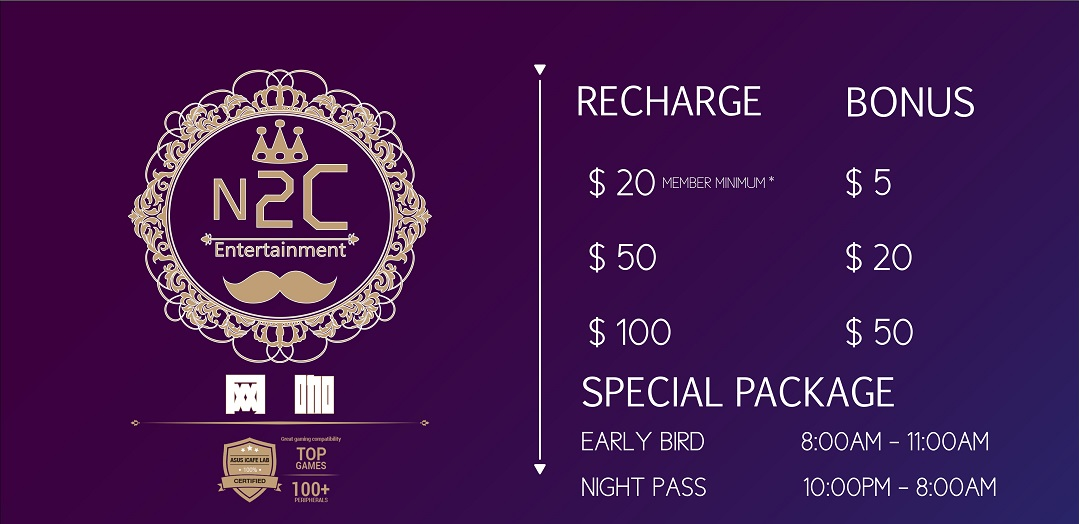 N2C
Entertainment
Great gaming compatibility
ASUS iCAFE LAB
100%
CERTIFIED
TOP
GAMES
100+
PERIPHERALS
RECHARGE BONUS
$ 20 MEMBER MINIMUM * $ 5
$ 50 $ 20
$ 100 $ 50
SPECIAL PACKAGE
EARLY BIRD 8:00AM – 11:00AM
NIGHT PASS 10:00PM – 8:00AM